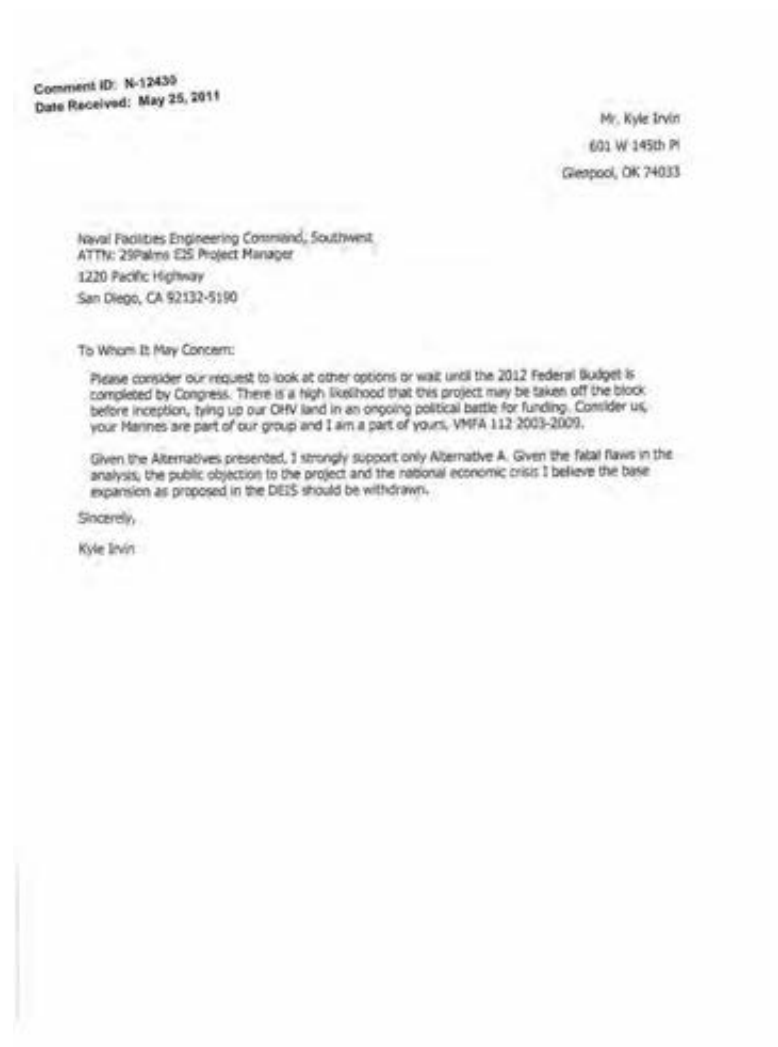 Comment ID: N-12430
Date Received: May 25, 2011
Mr. Kyle Irvin
601 W 145th Pl
Glenpool, OK 74033
Naval Facilities Engineering Command, Southwest
ATTN: 29Palms EIS Project Manager
1220 Pacific Highway
San Diego, CA 92132-5190
To Whom It May Concern:
Please consider our request to look at other options or wait until the 2012 Federal Budget is
completed by Congress. There is a high likelihood that this project may be taken off the block
before inception, tying up our OHV land in an ongoing political battle for funding. Consider us,
your Marines are part of our group and I am a part of yours, VMFA 112 2003-2009.
Given the Alternatives presented, I strongly support only Alternative A. Given the fatal flaws in the
analysis, the public objection to the project and the national economic crisis I believe the base
expansion as proposed in the DEIS should be withdrawn.
Sincerely,
Kyle Irvin